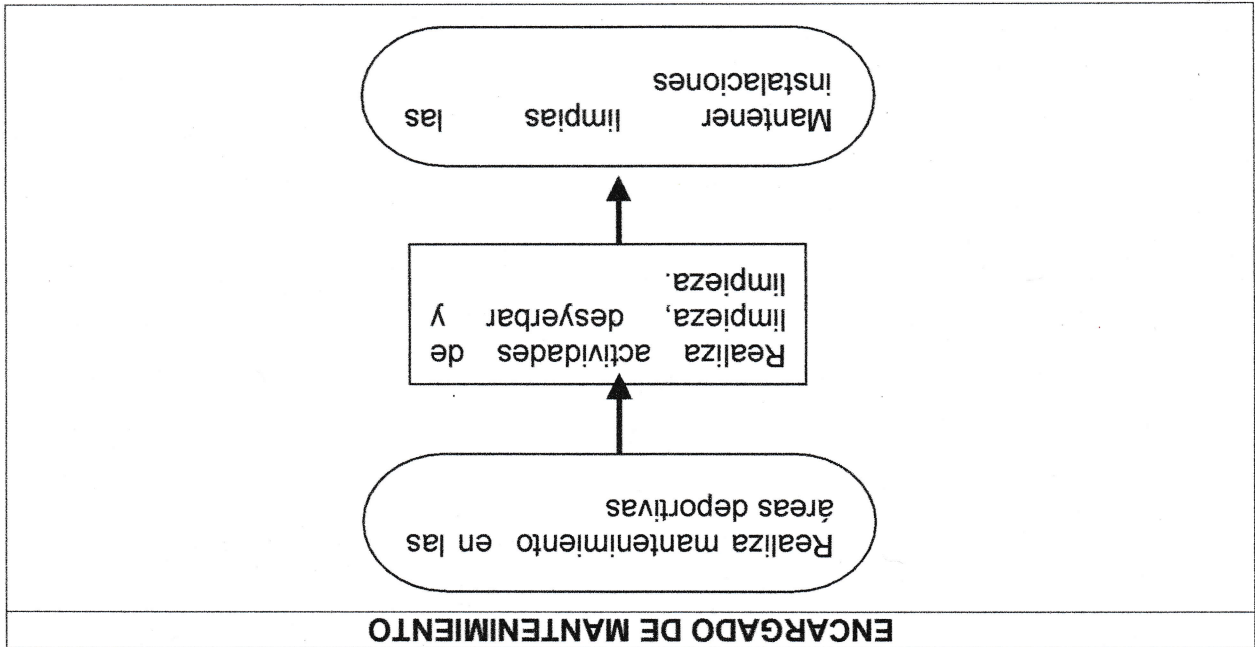 ENCARGADO DE MANTENIMIENTO
Realiza mantenimiento en las
áreas deportivas
Realiza actividades de
limpieza, desyerbar y
limpieza.
Mantener limpias las
instalaciones